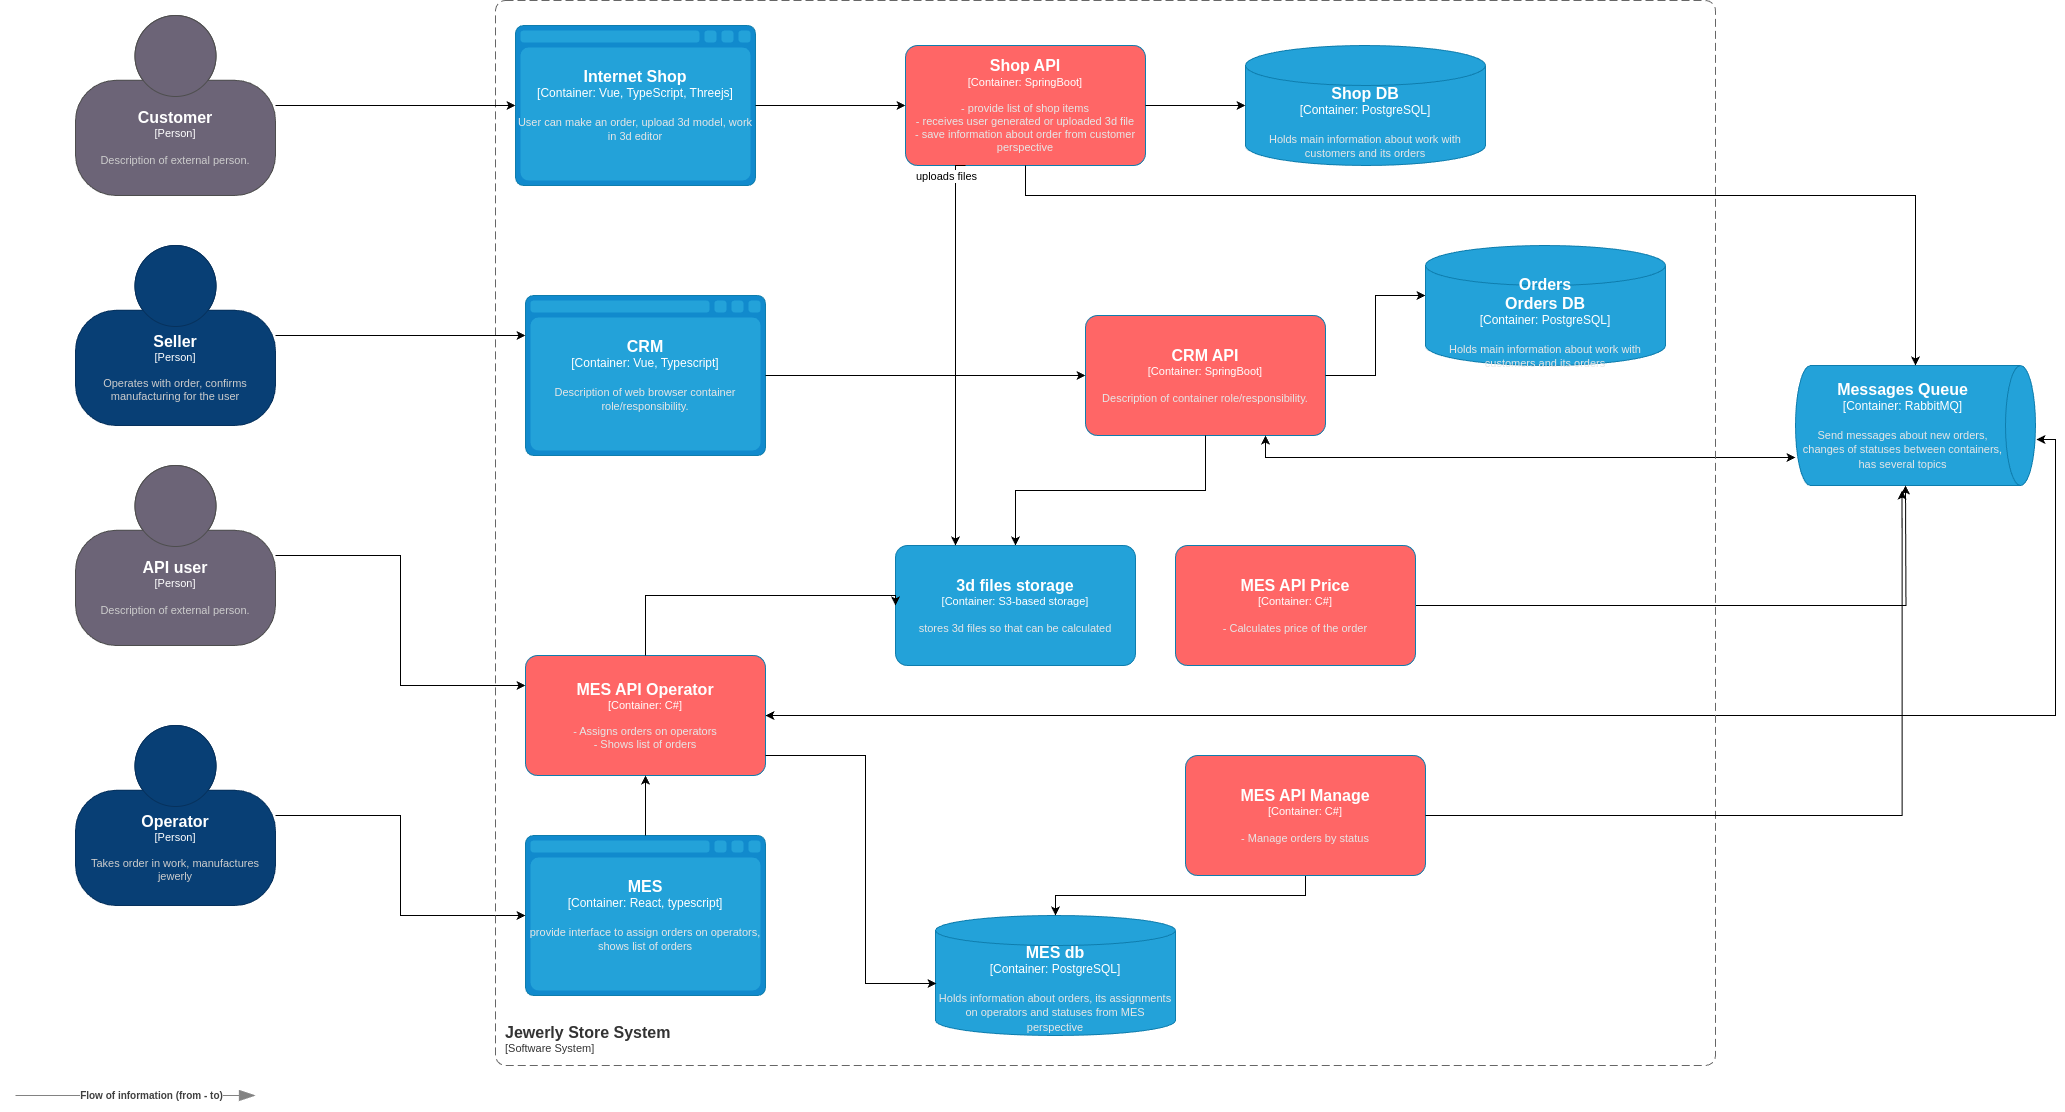 Customer
[Person]
Description of external person.
Internet Shop
[Container: Vue, TypeScript, Threejs]
User can make an order, upload 3d model, work
in 3d editor
Shop API
[Container: SpringBoot]
- provide list of shop items
- receives user generated or uploaded 3d file
- save information about order from customer
perspective
Shop DB
[Container: PostgreSQL]
Holds main information about work with
customers and its orders
uploads files
Seller
[Person]
Operates with order, confirms
manufacturing for the user
CRM
[Container: Vue, Typescript]
Description of web browser container
role/responsibility.
CRM API
[Container: SpringBoot]
Description of container role/responsibility.
Orders
Orders DB
[Container: PostgreSQL]
Holds main information about work with
customers and its orders
Messages Queue
[Container: RabbitMQ]
Send messages about new orders,
changes of statuses between containers,
has several topics
API user
[Person]
Description of external person.
3d files storage
[Container: S3-based storage]
stores 3d files so that can be calculated
MES API Price
[Container: C#]
- Calculates price of the order
MES API Operator
[Container: C#]
- Assigns orders on operators
- Shows list of orders
Operator
[Person]
Takes order in work, manufactures
jewerly
MES API Manage
[Container: C#]
- Manage orders by status
MES
[Container: React, typescript]
provide interface to assign orders on operators,
shows list of orders
MES db
[Container: PostgreSQL]
Holds information about orders, its assignments
on operators and statuses from MES
perspective
Jewerly Store System
[Software System]
Flow of information (from - to)